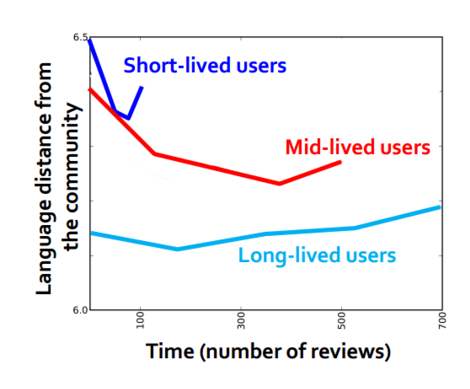 6.5
Short-lived users
Language distance from
the community
Mid-lived users
Long-lived users
6.0
100
300
500
700
Time (number of reviews)